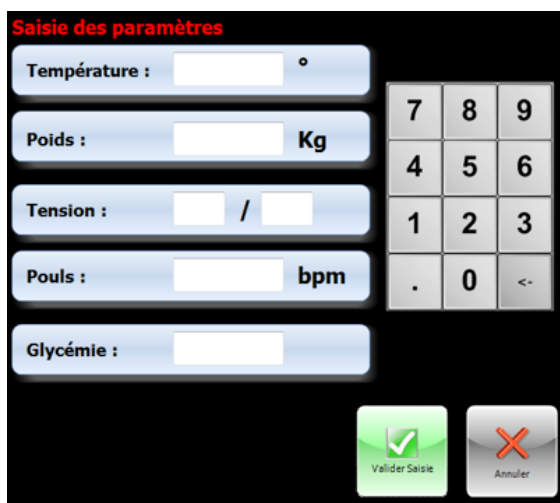 Saisie des paramètres
Température : °
Poids : Kg
Tension : /
Pouls : bpm
Glycémie :
7 8 9
4 5 6
1 2 3
. 0 <-
Valider Saisie
Annuler